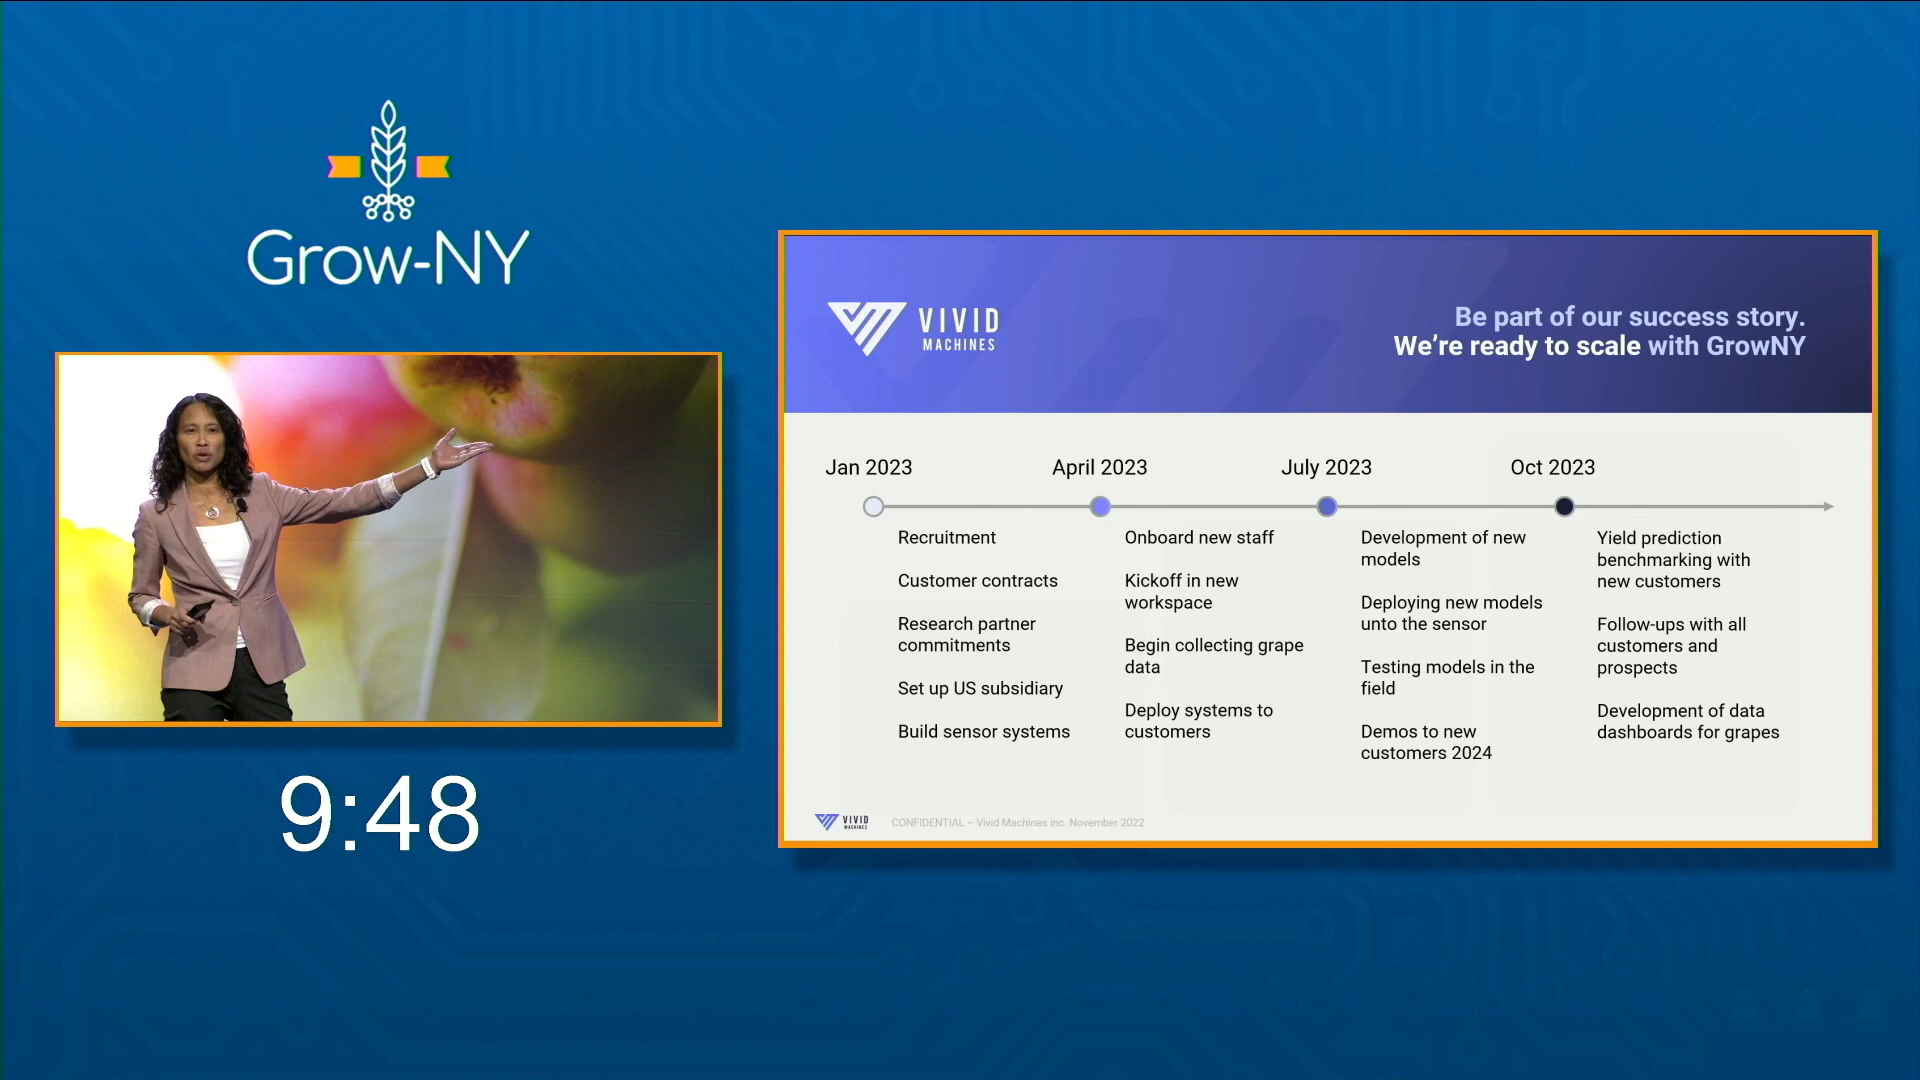 Grow-NY
9:48
VIVID
MACHINES
Be part of our success story.
We're ready to scale with GrowNY
Jan 2023
Recruitment
Customer contracts
Research partner
commitments
Set up US subsidiary
Build sensor systems
April 2023
Onboard new staff
Kickoff in new
workspace
Begin collecting grape
data
Deploy systems to
customers
July 2023
Development of new
models
Deploying new models
unto the sensor
Testing models in the
field
Demos to new
customers 2024
Oct 2023
Yield prediction
benchmarking with
new customers
Follow-ups with all
customers and
prospects
Development of data
dashboards for grapes
VIVID
MACHINES
CONFIDENTIAL – Vivid Machines inc. November 2022